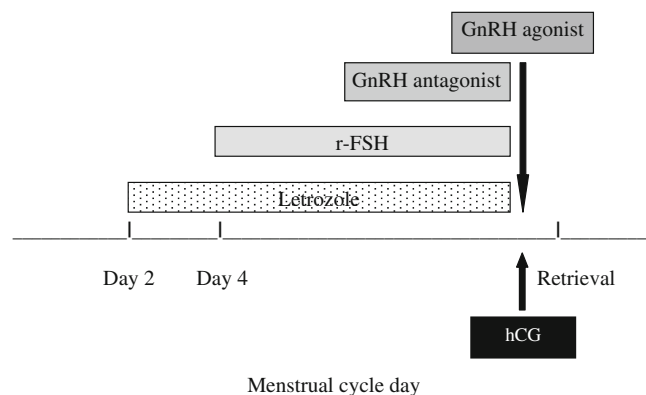 GnRH agonist
GnRH antagonist
r-FSH
Letrozole
Day 2 Day 4 Retrieval
hCG
Menstrual cycle day